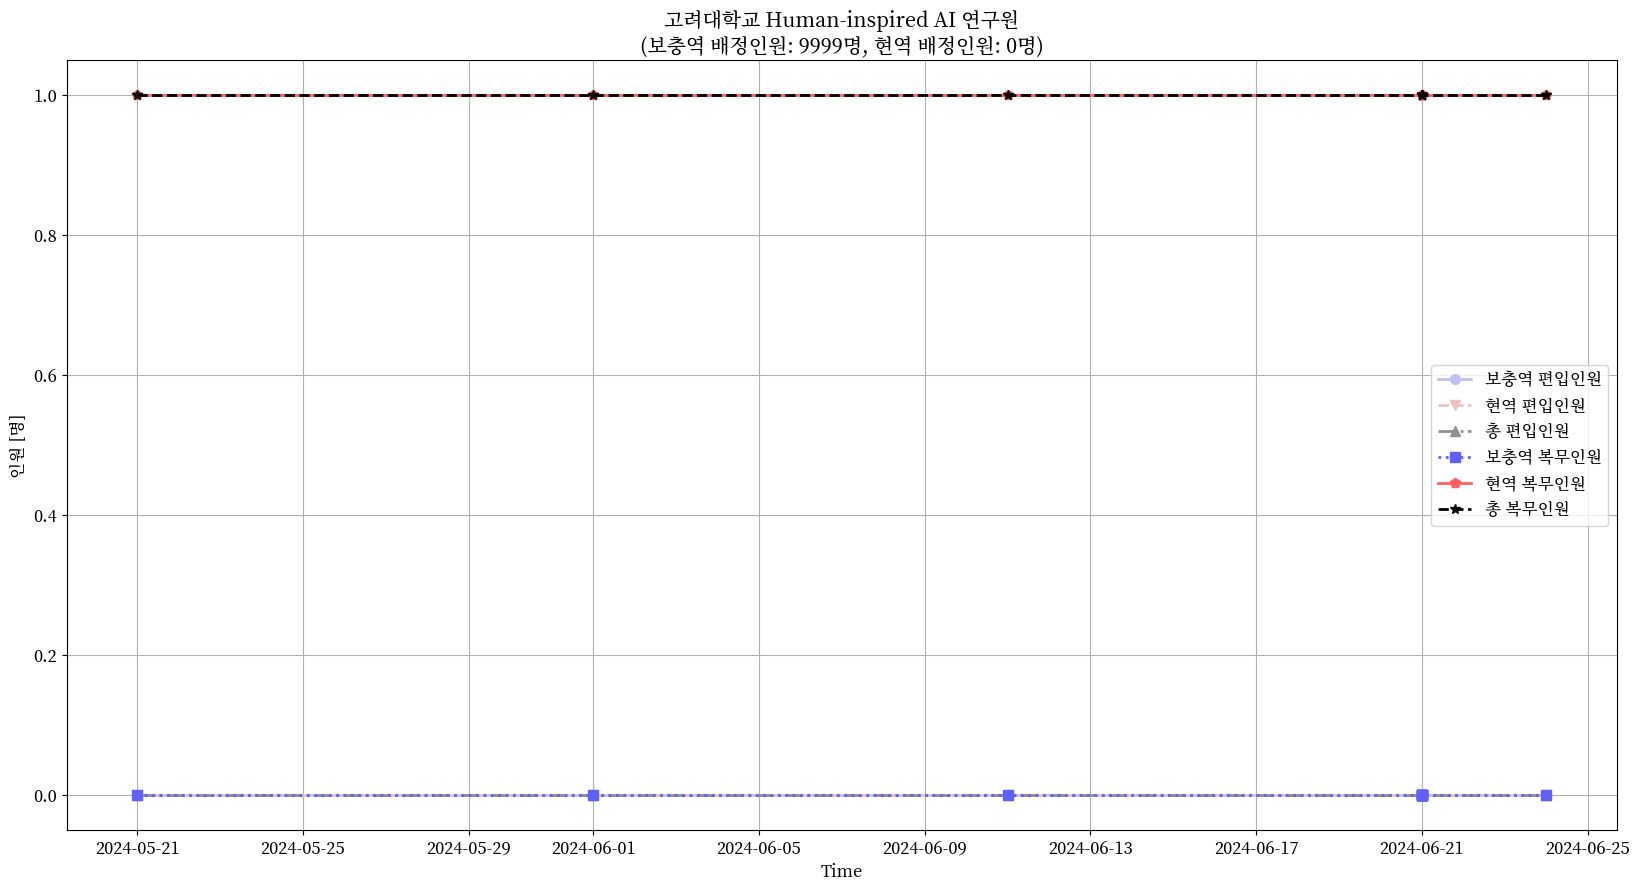 고려대학교 Human-inspired AI 연구원
(보충역 배정인원: 9999명, 현역 배정인원: 0명)
1.0
0.8
0.6
0.4
0.2
0.0
인원 [명]
보충역 편입인원
현역 편입인원
총 편입인원
보충역 복무인원
현역 복무인원
총 복무인원
2024-05-21 2024-05-25 2024-05-29 2024-06-01 2024-06-05 2024-06-09 2024-06-13 2024-06-17 2024-06-21 2024-06-25
Time